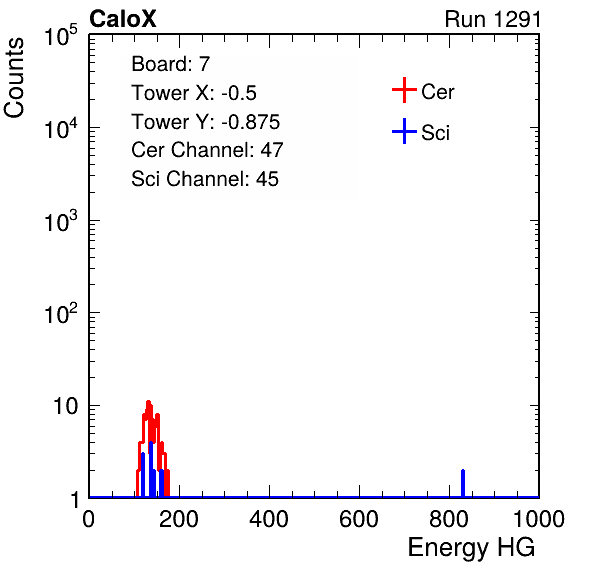 CaloX Run 1291
Counts
Board: 7
Tower X: -0.5
Tower Y: -0.875
Cer Channel: 47
Sci Channel: 45
Cer
Sci
10^5
10^4
10^3
10^2
10
1
0 200 400 600 800 1000
Energy HG